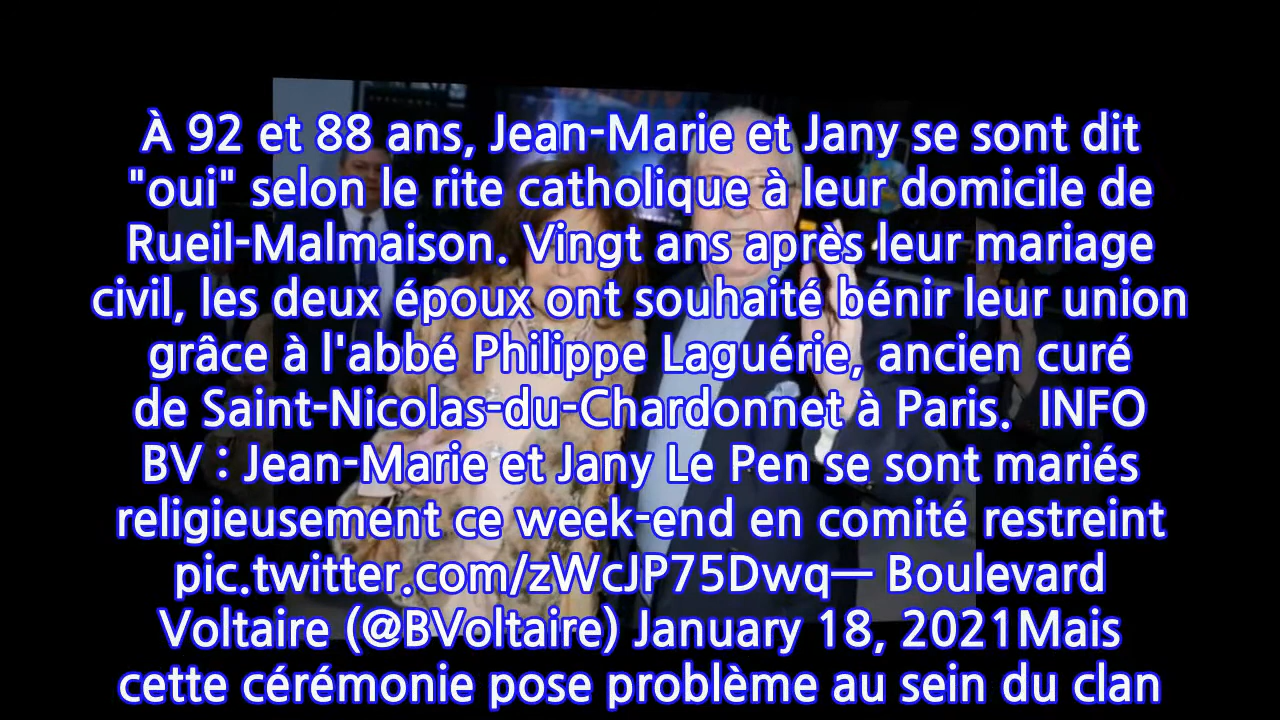 À 92 et 88 ans, Jean-Marie et Jany se sont dit
"oui" selon le rite catholique à leur domicile de
Rueil-Malmaison. Vingt ans après leur mariage
civil, les deux époux ont souhaité bénir leur union
grâce à l'abbé Philippe Laguérie, ancien curé
de Saint-Nicolas-du-Chardonnet à Paris.  INFO
BV : Jean-Marie et Jany Le Pen se sont mariés
religieusement ce week-end en comité restreint
pic.twitter.com/zWcJP75Dwq— Boulevard
Voltaire (@BVoltaire) January 18, 2021Mais
cette cérémonie pose problème au sein du clan